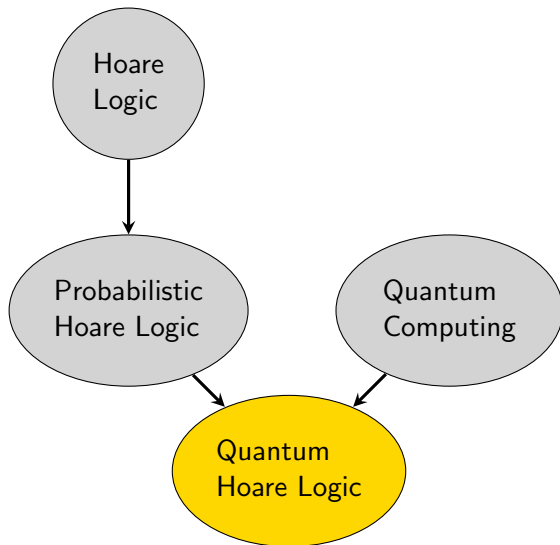 Hoare
Logic
Probabilistic
Hoare Logic
Quantum
Computing
Quantum
Hoare Logic